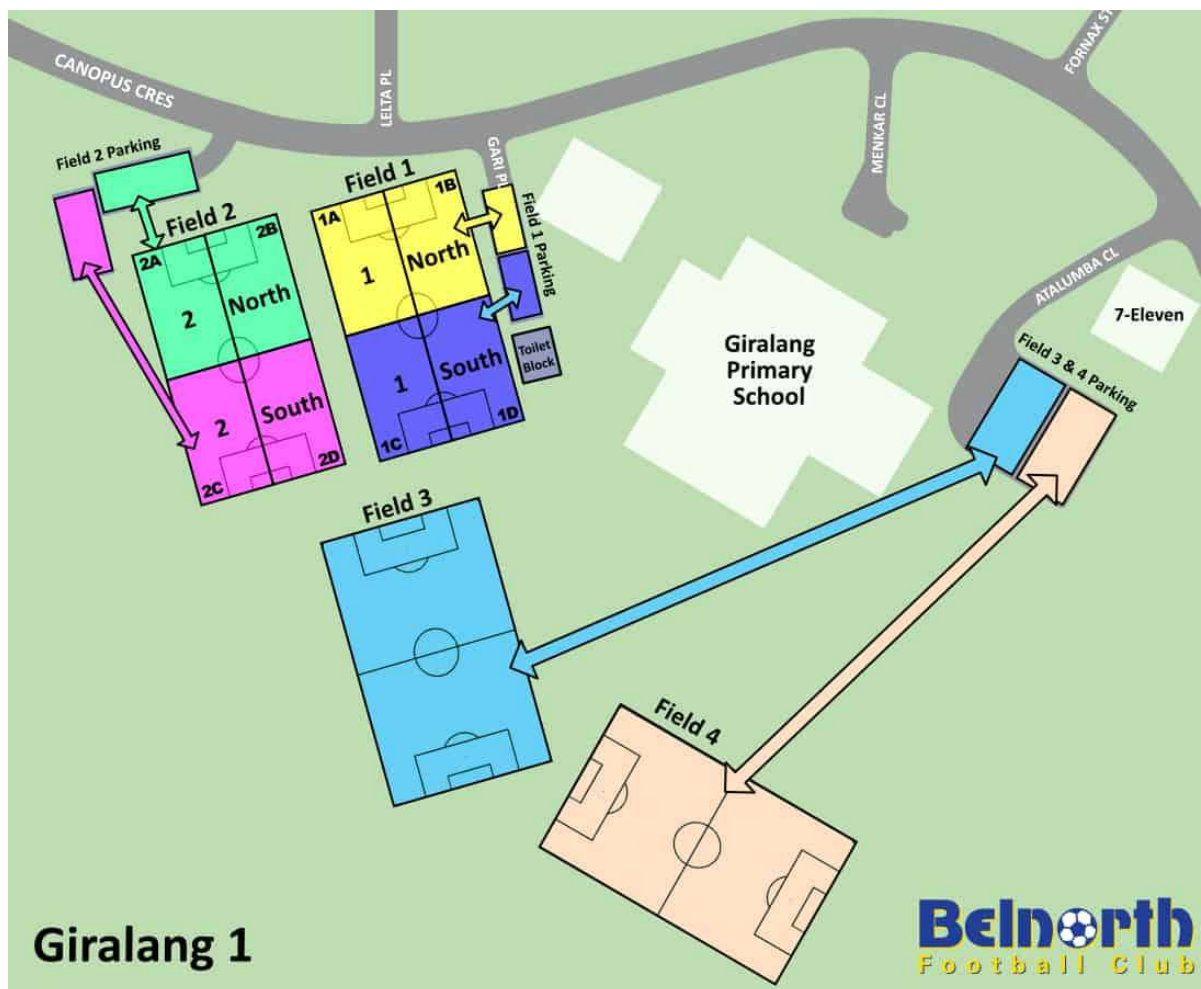 CANOPUS CRES
LELTA PL
GARI PL
MENKAR CL
FORNAX ST
ATALUMBA CL
7-Eleven
Field 2 Parking
Field 2
2A
2B
2
North
2
South
2C
2D
Field 1
1A
1B
1
North
1
South
1C
1D
Field 1 Parking
Toilet
Block
Giralang
Primary
School
Field 3 & 4 Parking
Field 3
Field 4
Giralang 1
Belnorth
Football Club